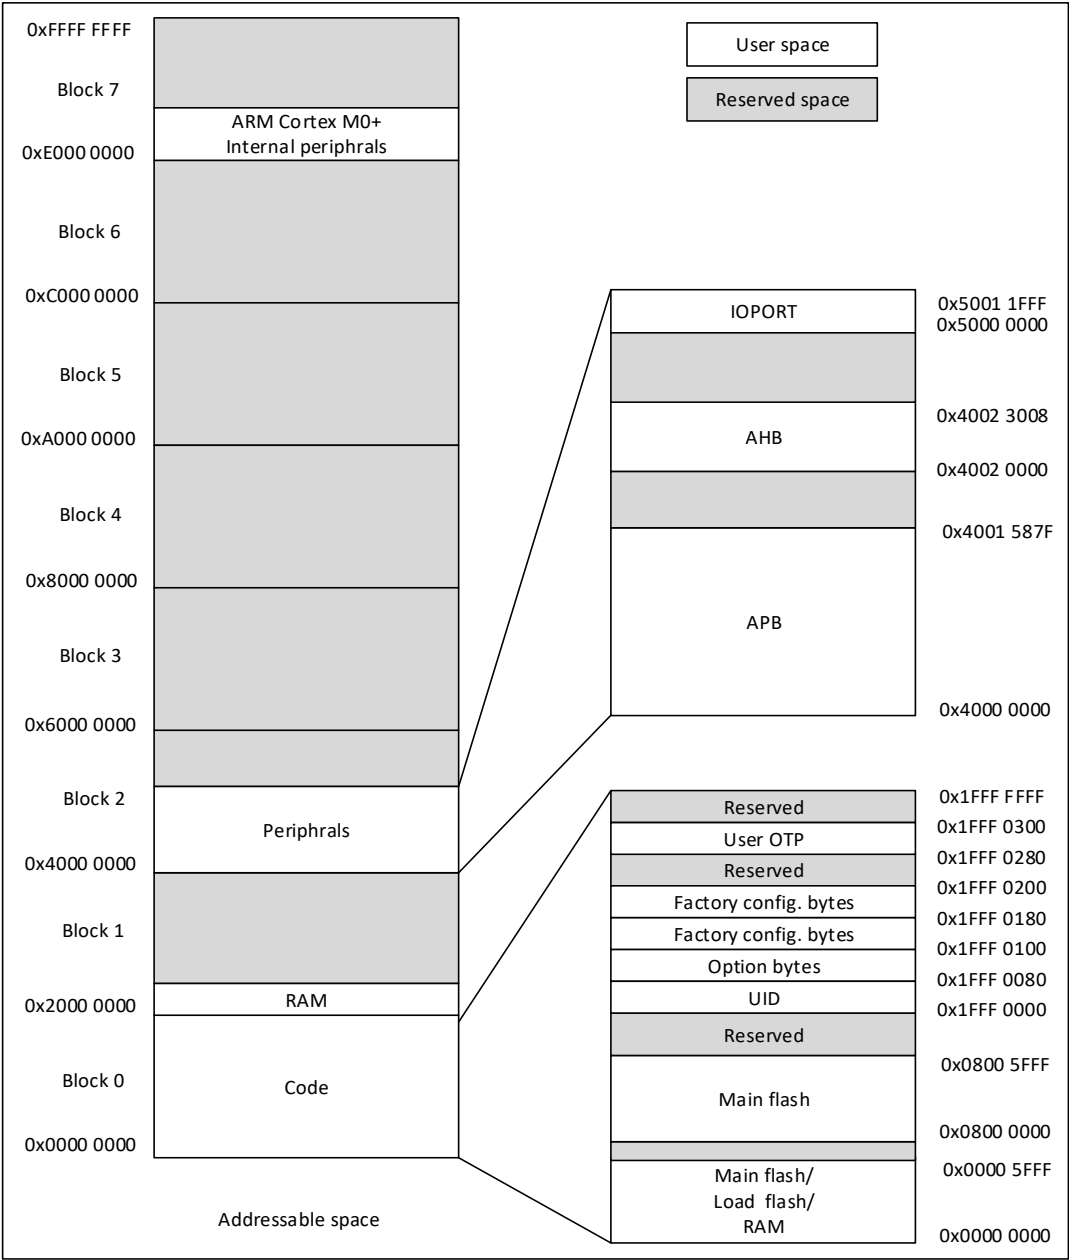 0xFFFF FFFF
Block 7
ARM Cortex M0+
Internal periphrals
0xE000 0000
Block 6
0xC000 0000
Block 5
0xA000 0000
Block 4
0x8000 0000
Block 3
0x6000 0000
Block 2
Periphrals
0x4000 0000
Block 1
RAM
0x2000 0000
Block 0
Code
0x0000 0000
Addressable space
User space
Reserved space
IOPORT
0x5001 1FFF
0x5000 0000
AHB
0x4002 3008
0x4002 0000
0x4001 587F
APB
0x4000 0000
0x1FFF FFFF
Reserved
0x1FFF 0300
User OTP
0x1FFF 0280
Reserved
0x1FFF 0200
Factory config. bytes
0x1FFF 0180
Factory config. bytes
0x1FFF 0100
Option bytes
0x1FFF 0080
UID
0x1FFF 0000
Reserved
0x0800 5FFF
Main flash
0x0800 0000
0x0000 5FFF
Main flash/
Load flash/
RAM
0x0000 0000